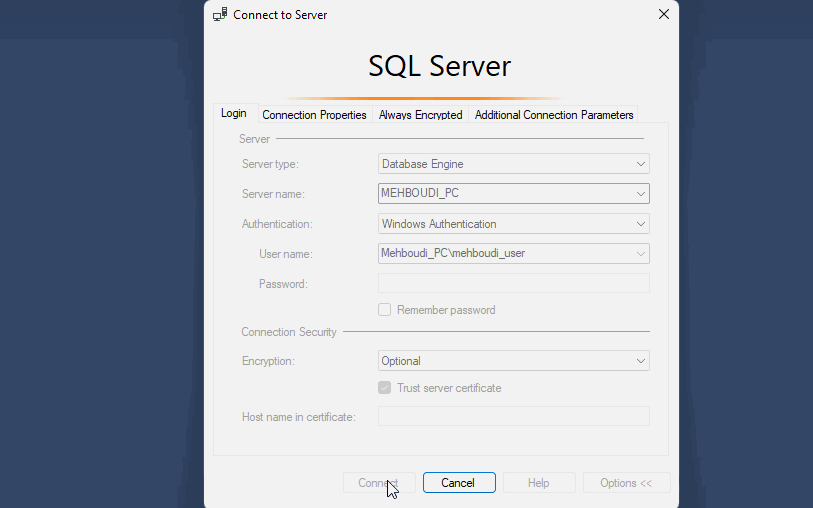 Connect to Server
SQL Server
Login Connection Properties Always Encrypted Additional Connection Parameters
Server
Server type: Database Engine
Server name: MEHBOUDI_PC
Authentication: Windows Authentication
User name: Mehboudi_PC\mehboudi_user
Password:
Remember password
Connection Security
Encryption: Optional
Trust server certificate
Host name in certificate:
Connect Cancel Help Options <<